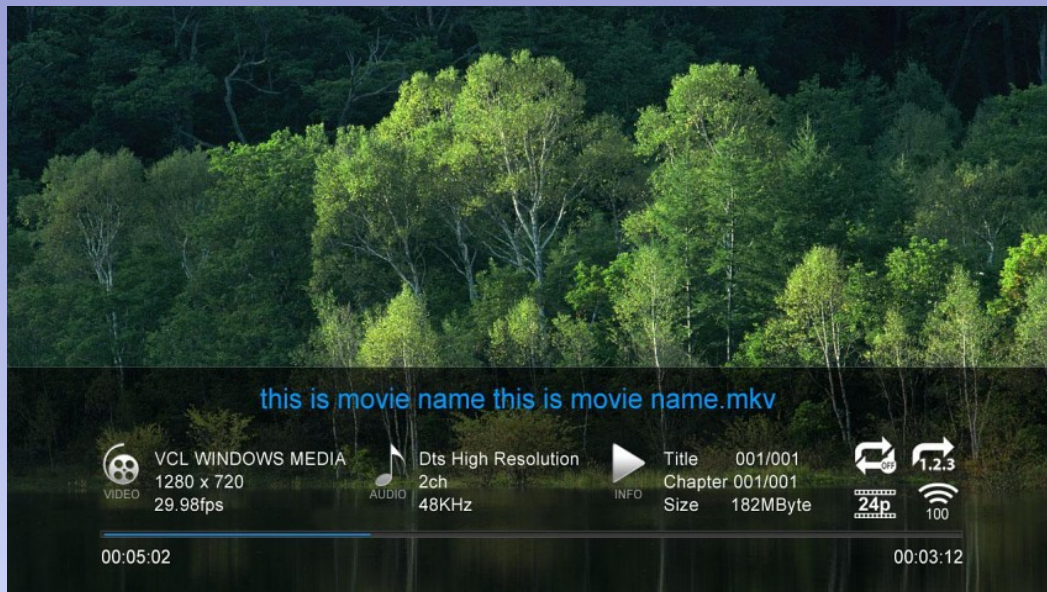 this is movie name this is movie name.mkv
VIDEO
VCL WINDOWS MEDIA
1280 x 720
29.98fps
AUDIO
Dts High Resolution
2ch
48KHz
INFO
Title 001/001
Chapter 001/001
Size 182MByte
OFF
1.2.3
24p
100
00:05:02
00:03:12